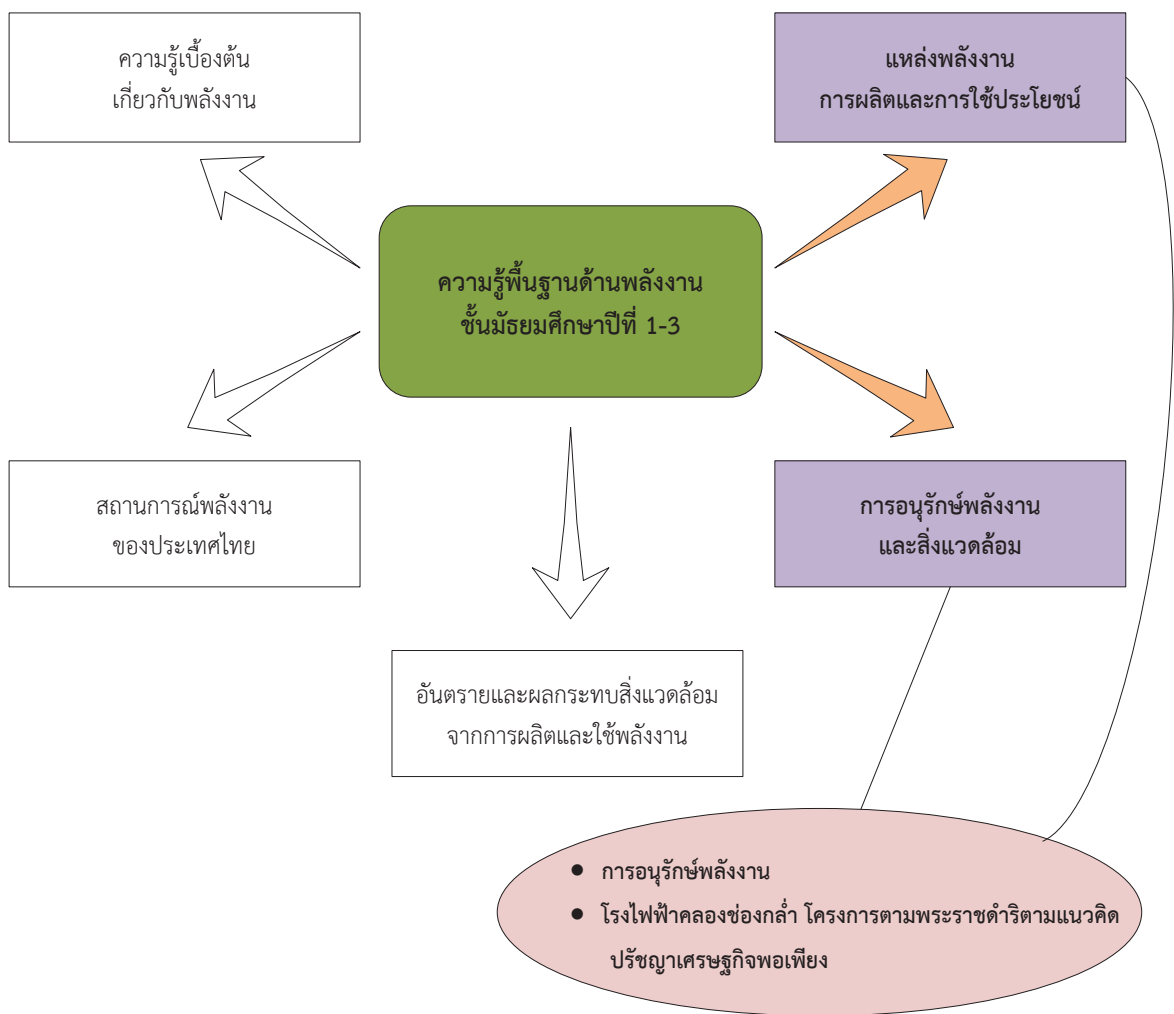 ความรู้เบื้องต้น
เกี่ยวกับพลังงาน
แหล่งพลังงาน
การผลิตและการใช้ประโยชน์
ความรู้พื้นฐานด้านพลังงาน
ชั้นมัธยมศึกษาปีที่ 1-3
สถานการณ์พลังงาน
ของประเทศไทย
การอนุรักษ์พลังงาน
และสิ่งแวดล้อม
อันตรายและผลกระทบสิ่งแวดล้อม
จากการผลิตและใช้พลังงาน
• การอนุรักษ์พลังงาน
• โรงไฟฟ้าคลองช่องกล่ำ โครงการตามพระราชดำริตามแนวคิด
ปรัชญาเศรษฐกิจพอเพียง